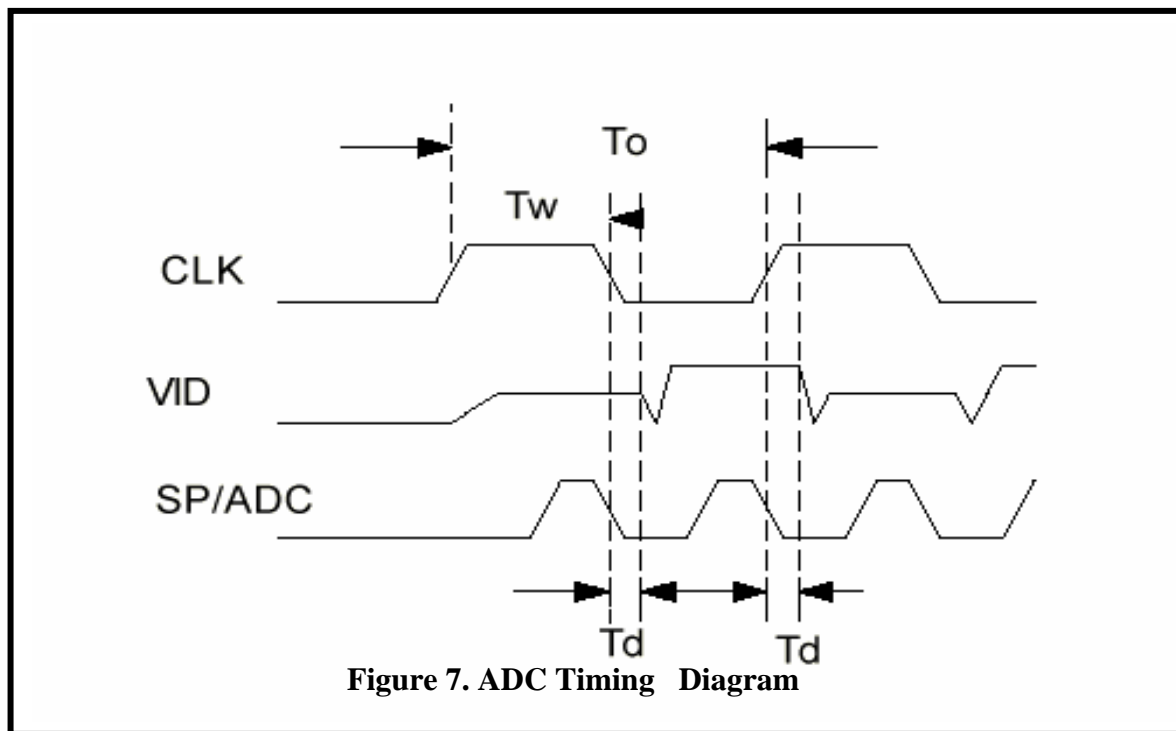 To
Tw
CLK
VID
SP/ADC
Td
Td
Figure 7. ADC Timing Diagram